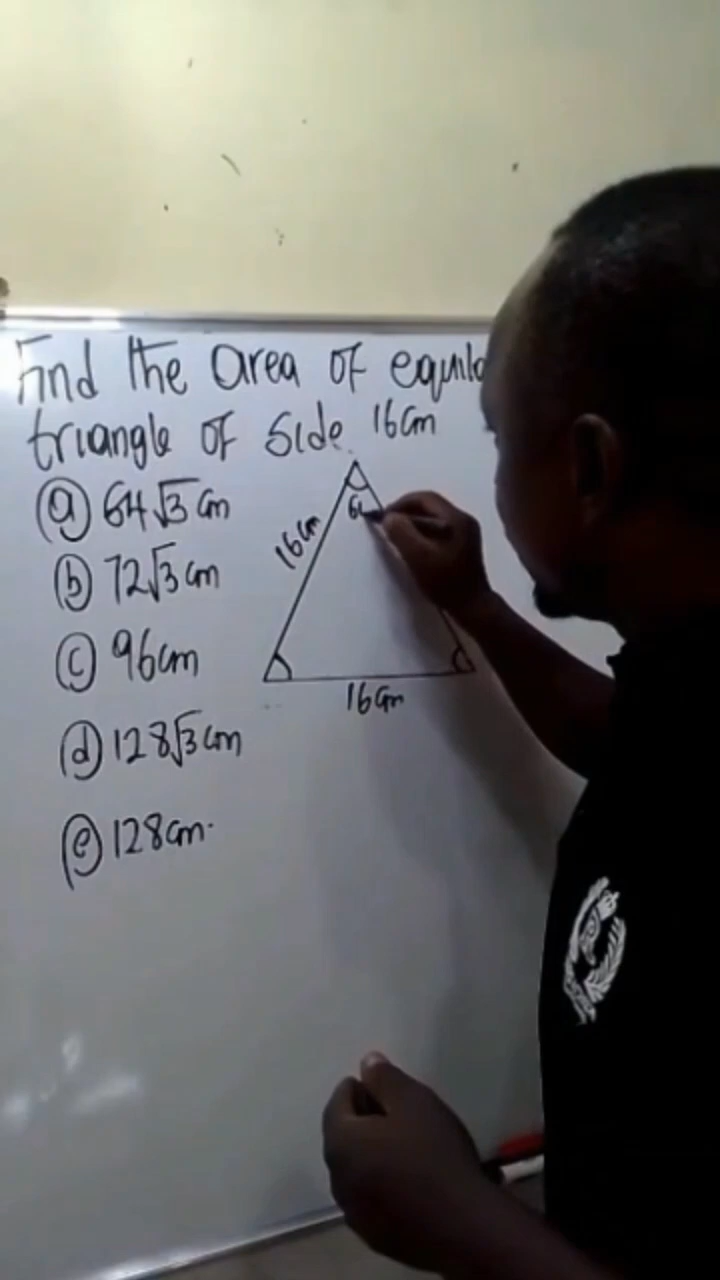 Find the area of equila
triangle of side 16cm
(a) 64√3 cm
(b) 72√3 cm
(c) 96cm
(d) 128√3 cm
(e) 128cm.
16cm
6
16cm